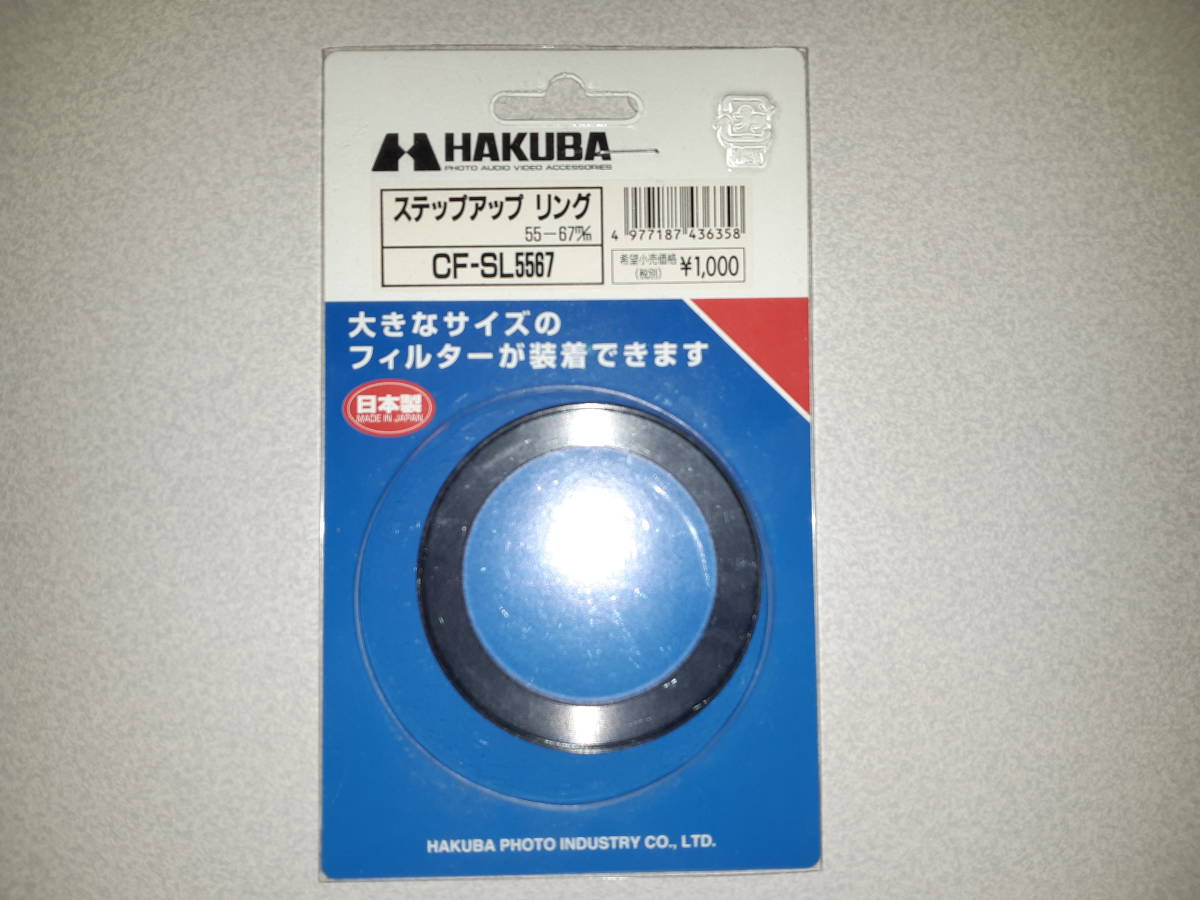 HAKUBA
PHOTO AUDIO VIDEO ACCESSORIES
ステップアップ リング
55－67m/m
CF-SL5567
4 977187 436358
希望小売価格
(税別)
¥1,000
大きなサイズの
フィルターが装着できます
日本製
MADE IN JAPAN
HAKUBA PHOTO INDUSTRY CO., LTD.